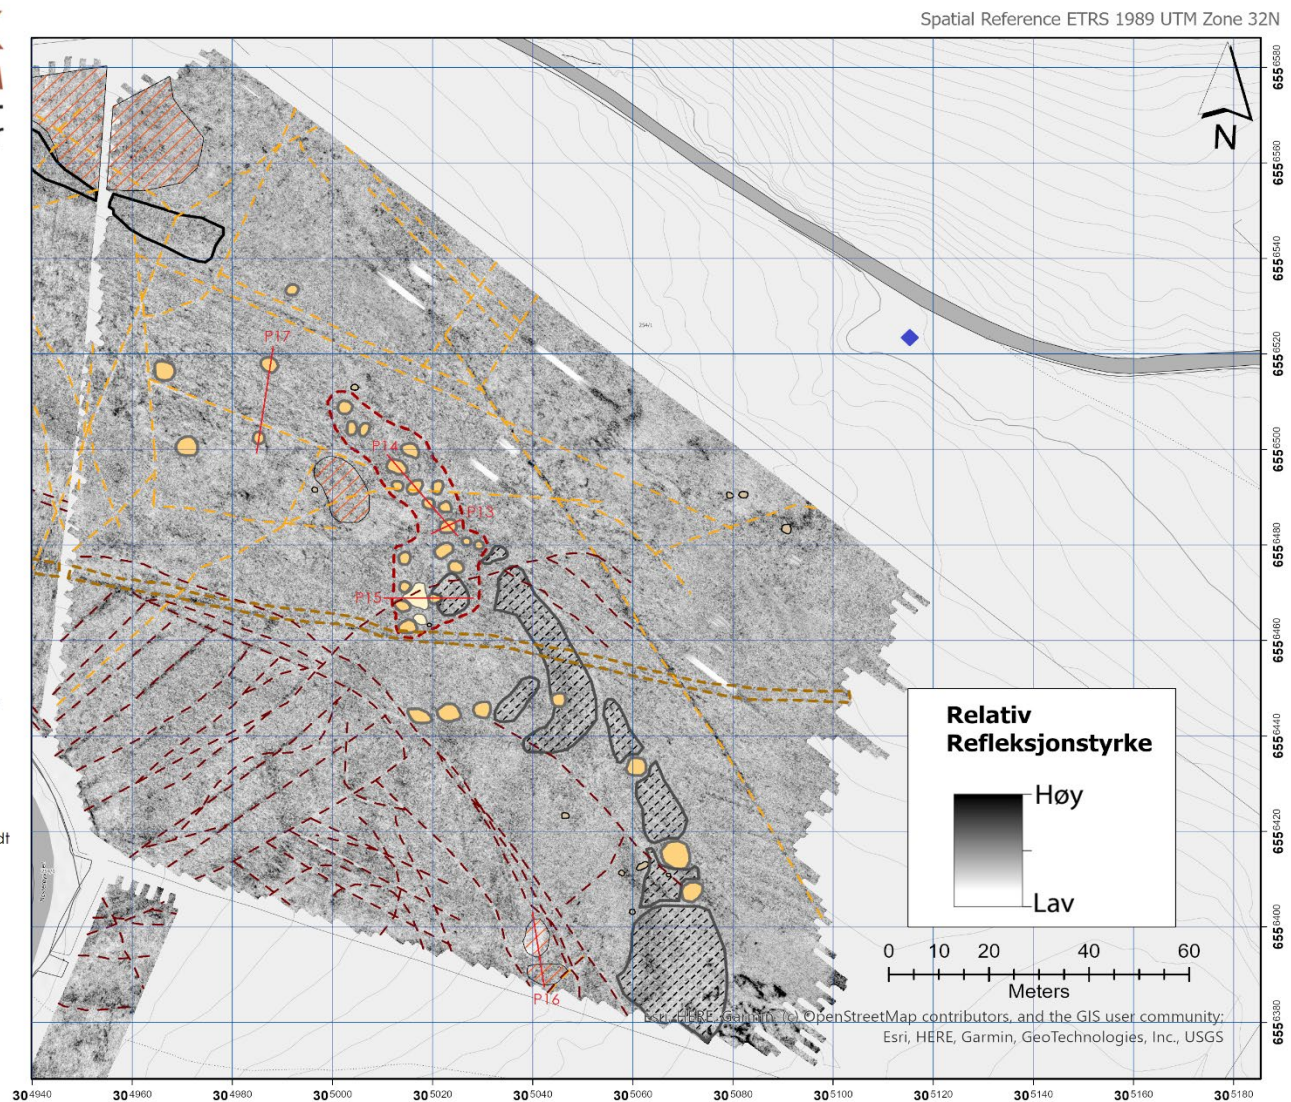 Spatial Reference ETRS 1989 UTM Zone 32N
N
6556580
6556560
6556540
6556520
6556500
6556480
6556460
6556440
6556420
6556400
6556380
P17
P14
P13
P15
P16
Relativ
Refleksjonstyrke
Høy
Lav
0 10 20 40 60
Meters
Esri, HERE, Garmin, (c) OpenStreetMap contributors, and the GIS user community;
Esri, HERE, Garmin, GeoTechnologies, Inc., USGS
dt
304940 304960 304980 305000 305020 305040 305060 305080 305100 305120 305140 305160 305180